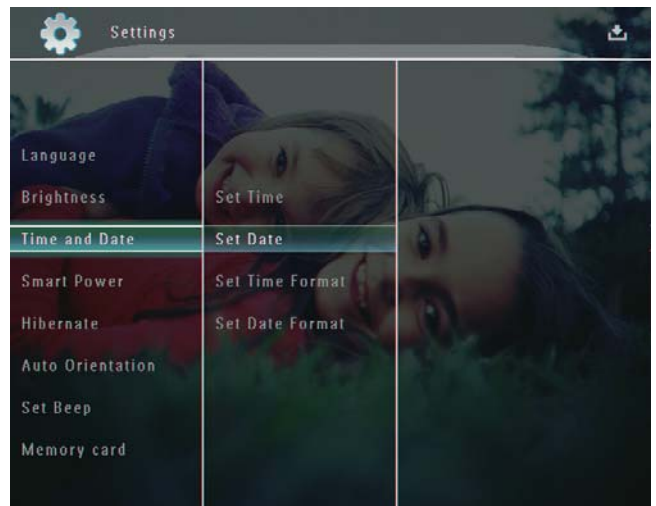 Settings
Language
Brightness
Time and Date
Smart Power
Hibernate
Auto Orientation
Set Beep
Memory card
Set Time
Set Date
Set Time Format
Set Date Format